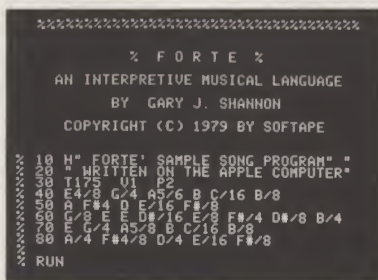 %%%%%%%%%%%%%%%%%%%%%%%%%%%%%%%%%%%
% F O R T E %
AN INTERPRETIVE MUSICAL LANGUAGE
BY GARY J. SHANNON
COPYRIGHT (C) 1979 BY SOFTAPE
% 10 H" FORTE' SAMPLE SONG PROGRAM" "
% 20 " WRITTEN ON THE APPLE COMPUTER"
% 30 T175 V1 P2
% 40 E4/8 G/4 A5/6 B C/16 B/8
% 50 A F#4 D E/16 F#/8
% 60 G/8 E E D#/16 E/8 F#/4 D#/8 B/4
% 70 E G/4 A5/8 B C/16 B/8
% 80 A/4 F#4/8 D/4 E/16 F#/8
%
% RUN